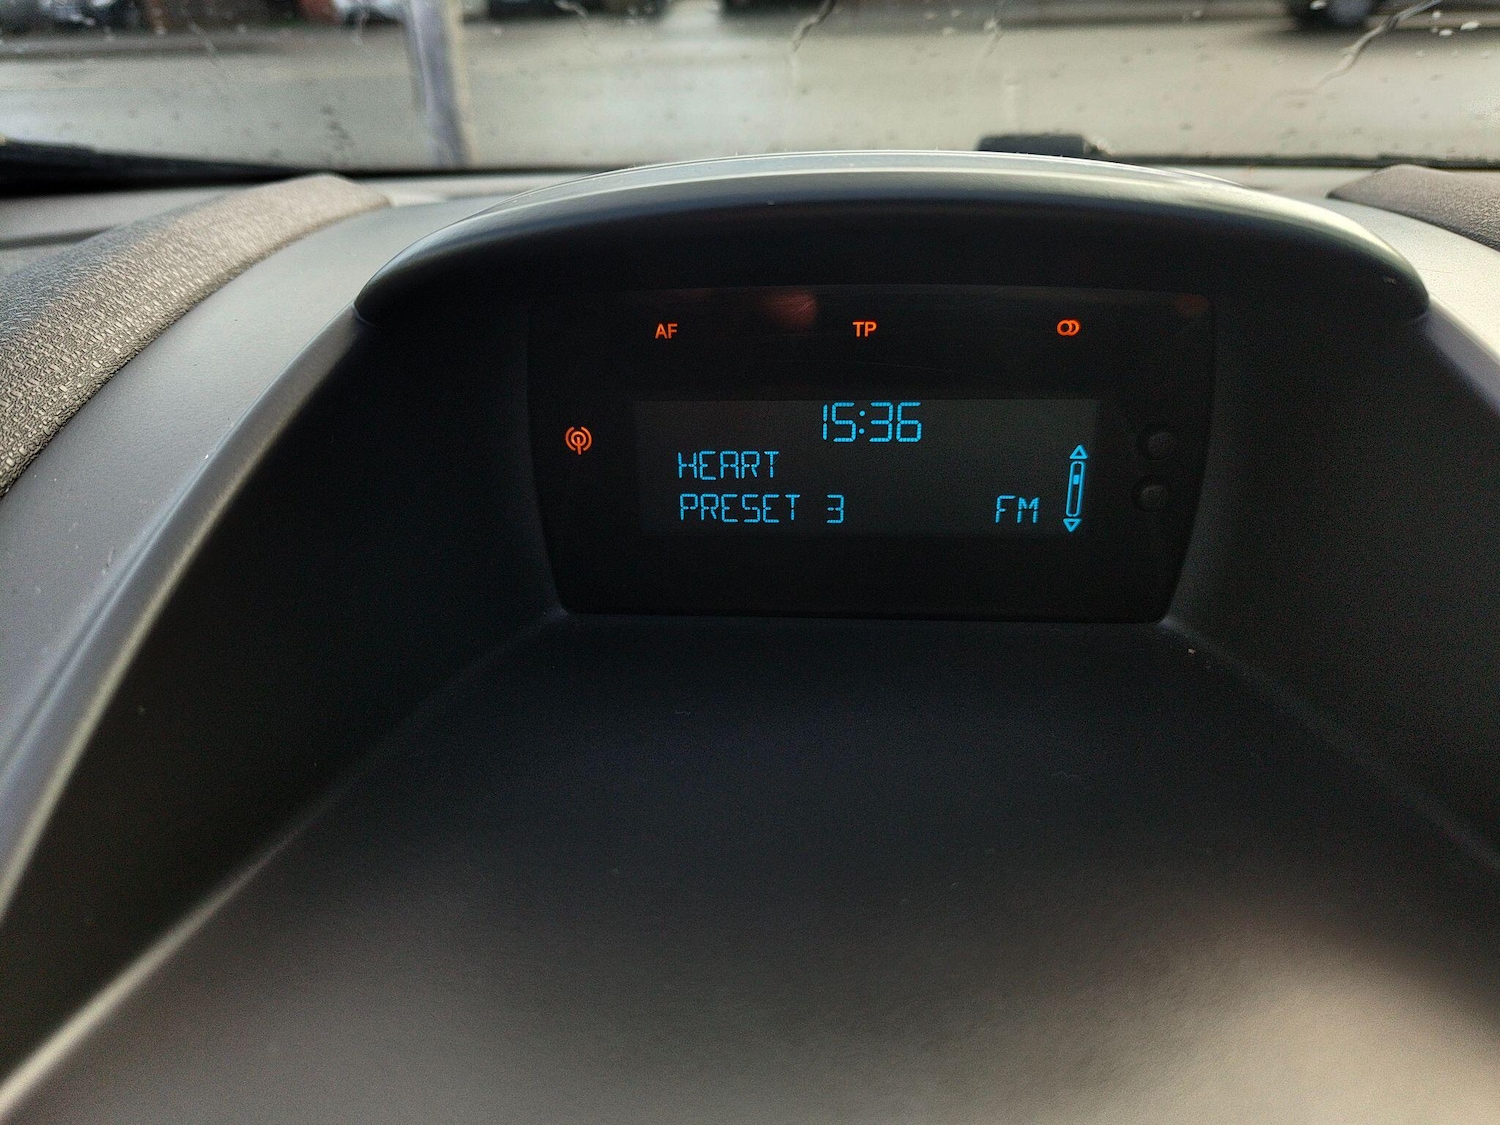 AF TP
15:36
HEART
PRESET 3 FM